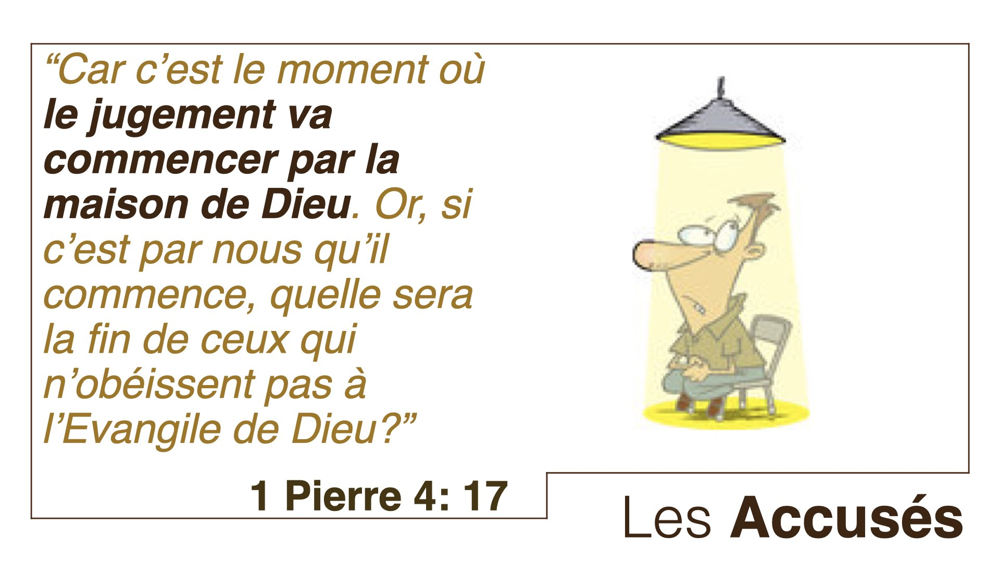 “Car c’est le moment où
le jugement va
commencer par la
maison de Dieu. Or, si
c’est par nous qu’il
commence, quelle sera
la fin de ceux qui
n’obéissent pas à
l’Evangile de Dieu?”
1 Pierre 4: 17
Les Accusés